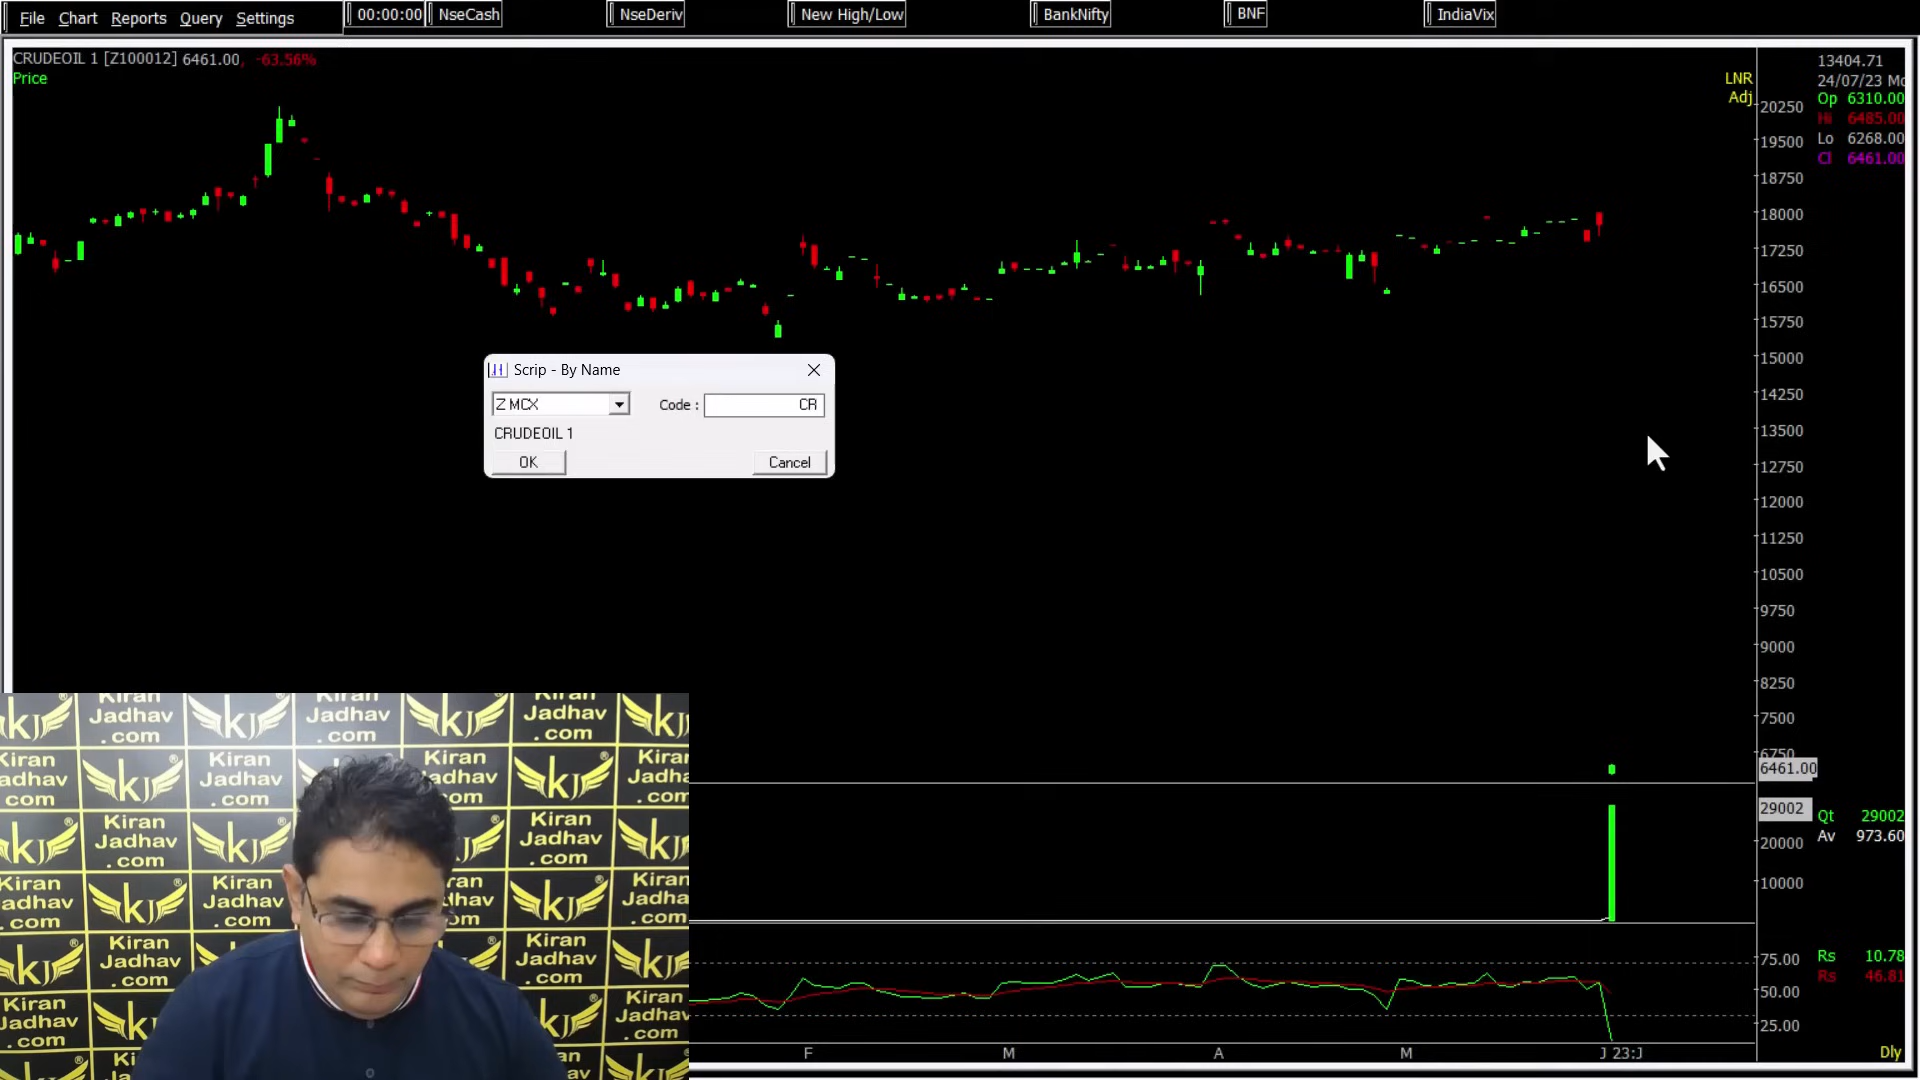 File Chart Reports Query Settings
00:00:00 NseCash NseDeriv New High/Low BankNifty BNF IndiaVix
CRUDEOIL 1 [Z100012] 6461.00, -63.56%
Price
LNR
Adj
13404.71
24/07/23 Mo
Op 6310.00
Hi 6485.00
Lo 6268.00
Cl 6461.00
20250
19500
18750
18000
17250
16500
15750
15000
14250
13500
12750
12000
11250
10500
9750
9000
8250
7500
6750
6461.00
Scrip - By Name
Z MCX Code : CR
CRUDEOIL 1
OK Cancel
29002
20000
10000
Qt 29002
Av 973.60
75.00
50.00
25.00
Rs 10.78
Rs 46.81
F M A M J 23:J
Dly
Kiran
Jadhav
.com
KJ